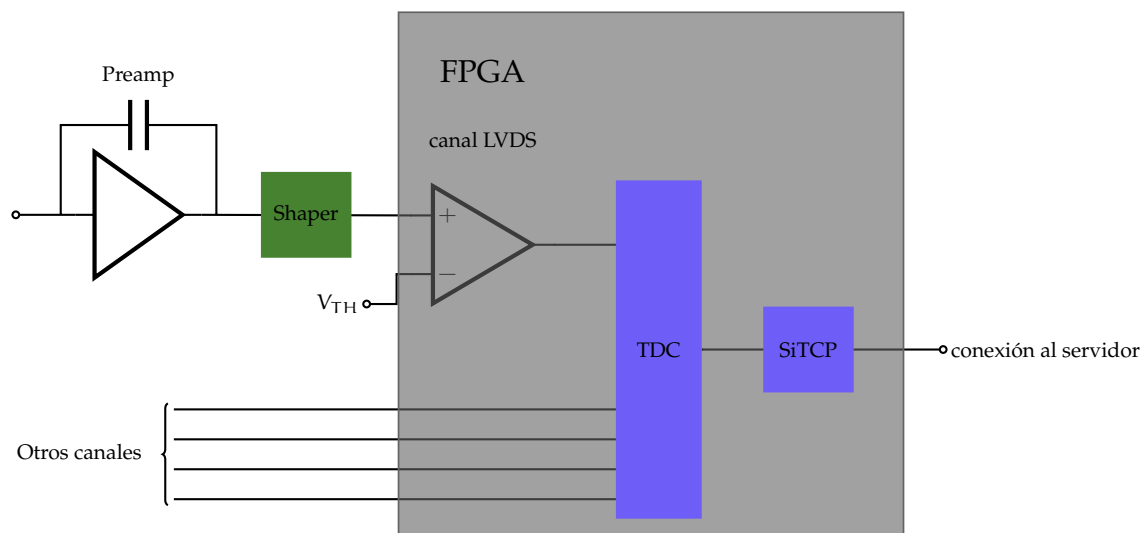 FPGA
Preamp
canal LVDS
Shaper
+
−
V_TH
TDC
SiTCP
conexión al servidor
Otros canales